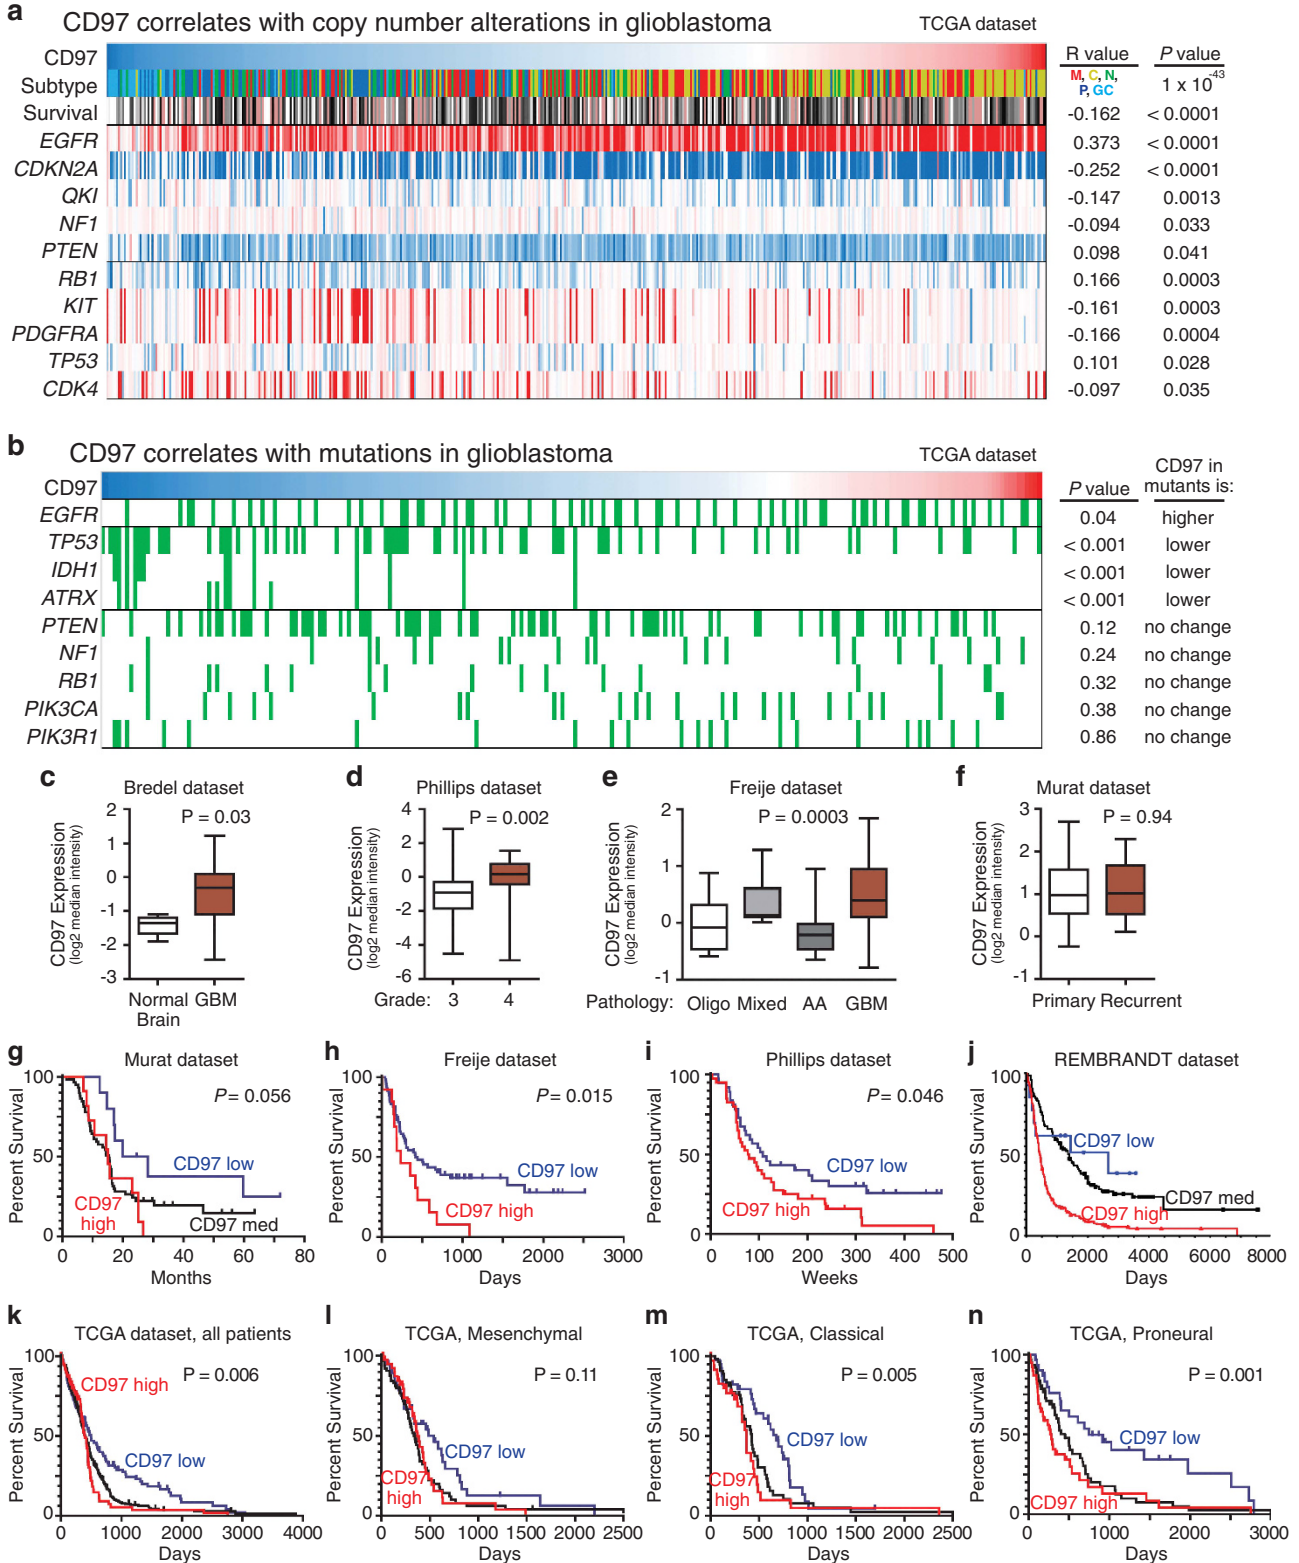 a
CD97 correlates with copy number alterations in glioblastoma
TCGA dataset
R value P value
CD97
Subtype M, C, N, P, GC 1 x 10-43
Survival -0.162 < 0.0001
EGFR 0.373 < 0.0001
CDKN2A -0.252 < 0.0001
QKI -0.147 0.0013
NF1 -0.094 0.033
PTEN 0.098 0.041
RB1 0.166 0.0003
KIT -0.161 0.0003
PDGFRA -0.166 0.0004
TP53 0.101 0.028
CDK4 -0.097 0.035
b
CD97 correlates with mutations in glioblastoma
TCGA dataset
P value CD97 in mutants is:
CD97
EGFR 0.04 higher
TP53 < 0.001 lower
IDH1 < 0.001 lower
ATRX < 0.001 lower
PTEN 0.12 no change
NF1 0.24 no change
RB1 0.32 no change
PIK3CA 0.38 no change
PIK3R1 0.86 no change
c
Bredel dataset
P = 0.03
CD97 Expression
(log2 median intensity)
2
1
0
-1
-2
-3
Normal Brain
GBM
d
Phillips dataset
P = 0.002
CD97 Expression
(log2 median intensity)
4
2
0
-2
-4
-6
Grade: 3 4
e
Freije dataset
P = 0.0003
CD97 Expression
(log2 median intensity)
2
1
0
-1
Pathology: Oligo Mixed AA GBM
f
Murat dataset
P = 0.94
CD97 Expression
(log2 median intensity)
3
2
1
0
-1
Primary Recurrent
g
Murat dataset
P= 0.056
Percent Survival
100
50
0
CD97 low
CD97 high
CD97 med
0 20 40 60 80
Months
h
Freije dataset
P= 0.015
Percent Survival
100
50
0
CD97 low
CD97 high
0 1000 2000 3000
Days
i
Phillips dataset
P= 0.046
Percent Survival
100
50
0
CD97 low
CD97 high
0 100 200 300 400 500
Weeks
j
REMBRANDT dataset
Percent Survival
100
50
0
CD97 low
CD97 med
CD97 high
0 2000 4000 6000 8000
Days
k
TCGA dataset, all patients
P = 0.006
Percent Survival
100
50
0
CD97 high
CD97 low
0 1000 2000 3000 4000
Days
l
TCGA, Mesenchymal
P = 0.11
Percent Survival
100
50
0
CD97 low
CD97 high
0 500 1000 1500 2000 2500
Days
m
TCGA, Classical
P = 0.005
Percent Survival
100
50
0
CD97 low
CD97 high
0 500 1000 1500 2000 2500
Days
n
TCGA, Proneural
P = 0.001
Percent Survival
100
50
0
CD97 low
CD97 high
0 1000 2000 3000
Days